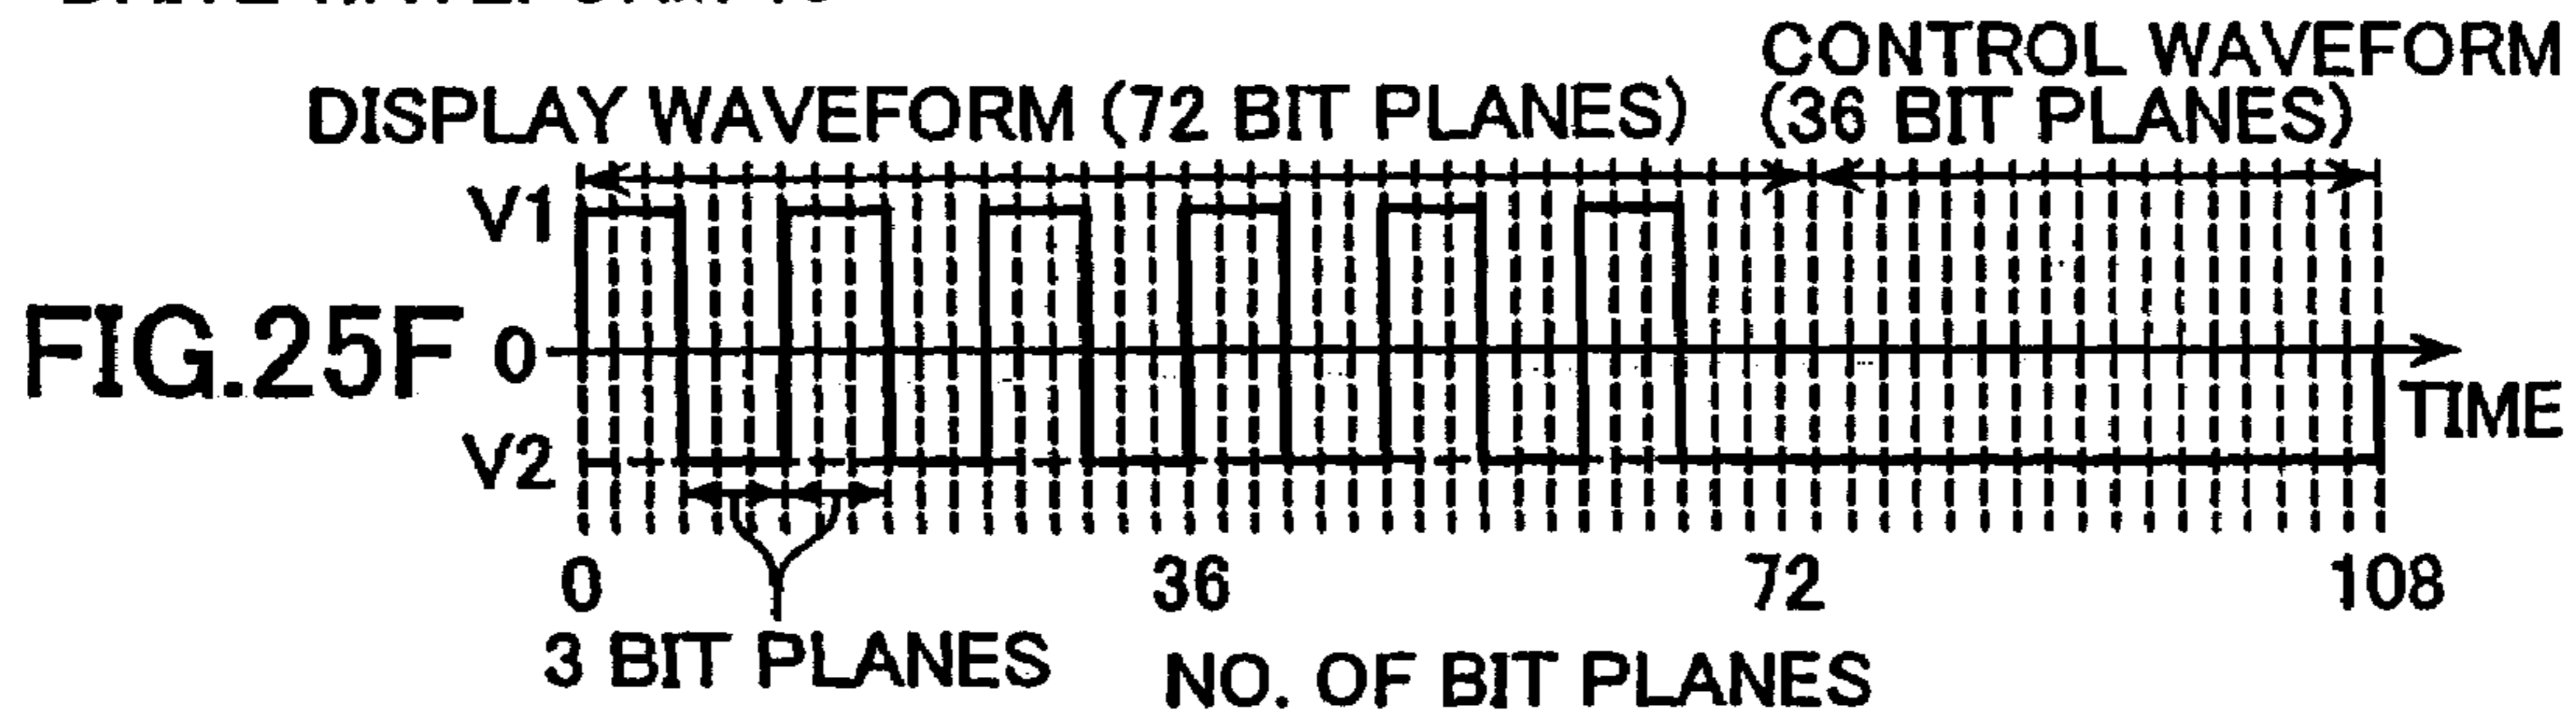 CONTROL WAVEFORM
DISPLAY WAVEFORM (72 BIT PLANES) (36 BIT PLANES)
V1
FIG.25F 0
TIME
V2
0 36 72 108
3 BIT PLANES NO. OF BIT PLANES